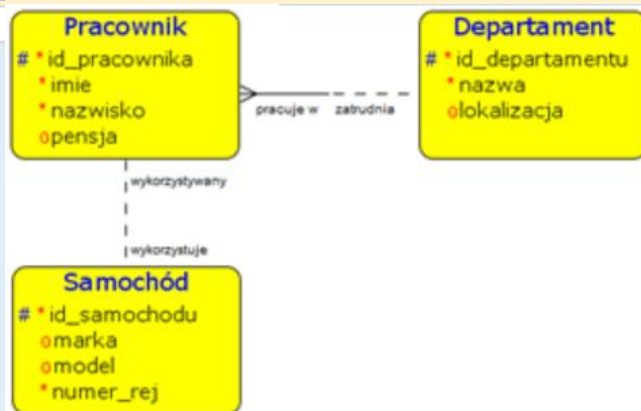 Pracownik
# * id_pracownika
* imie
* nazwisko
o pensja
pracuje w
zatrudnia
Departament
# * id_departamentu
* nazwa
o lokalizacja
wykorzystywany
wykorzystuje
Samochód
# * id_samochodu
o marka
o model
* numer_rej